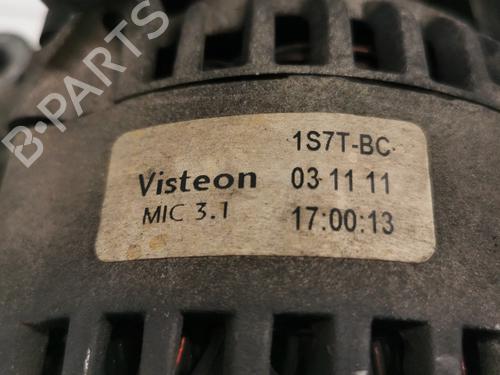 1S7T-BC
Visteon 03 11 11
MIC 3.1 17:00:13
B-PARTS